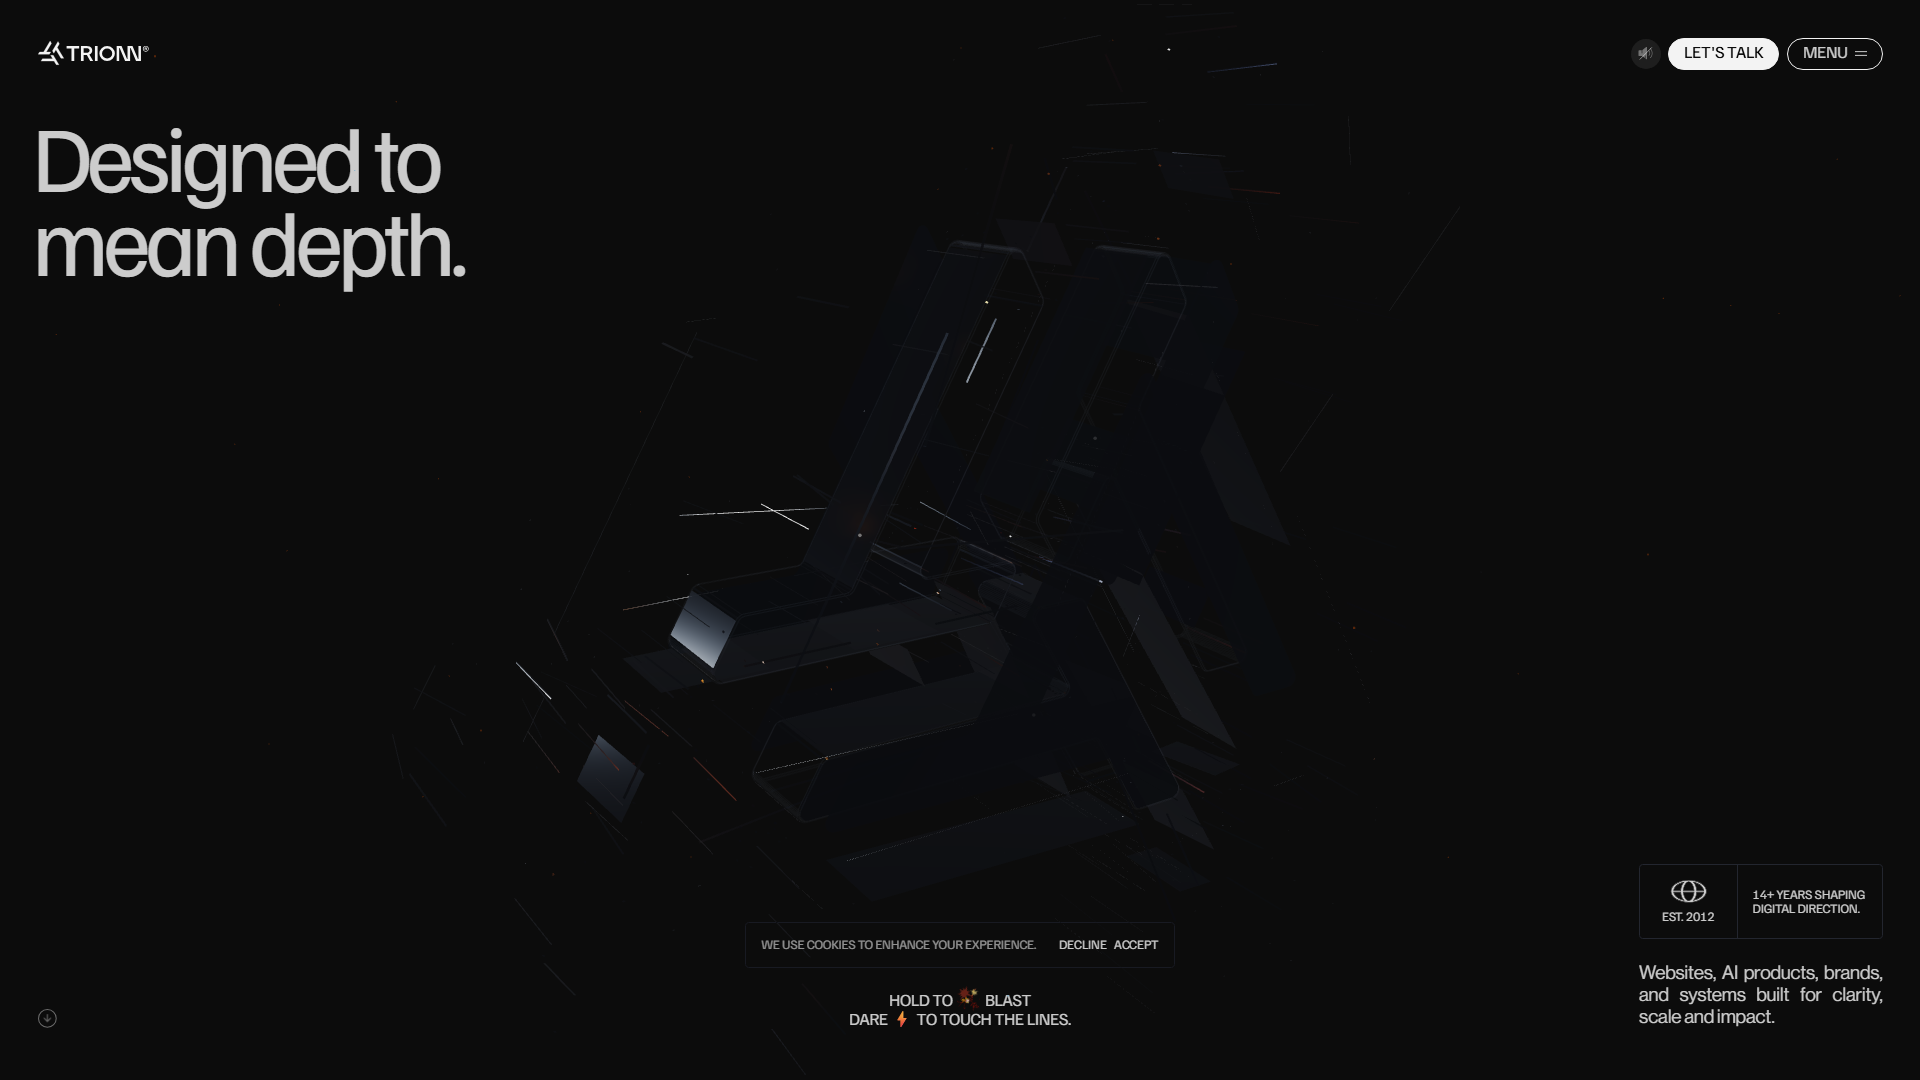 TRIONN®
LET'S TALK
MENU
Designed to
mean depth.
EST. 2012
14+ YEARS SHAPING
DIGITAL DIRECTION.
WE USE COOKIES TO ENHANCE YOUR EXPERIENCE. DECLINE ACCEPT
HOLD TO BLAST
DARE TO TOUCH THE LINES.
Websites, AI products, brands,
and systems built for clarity,
scale and impact.